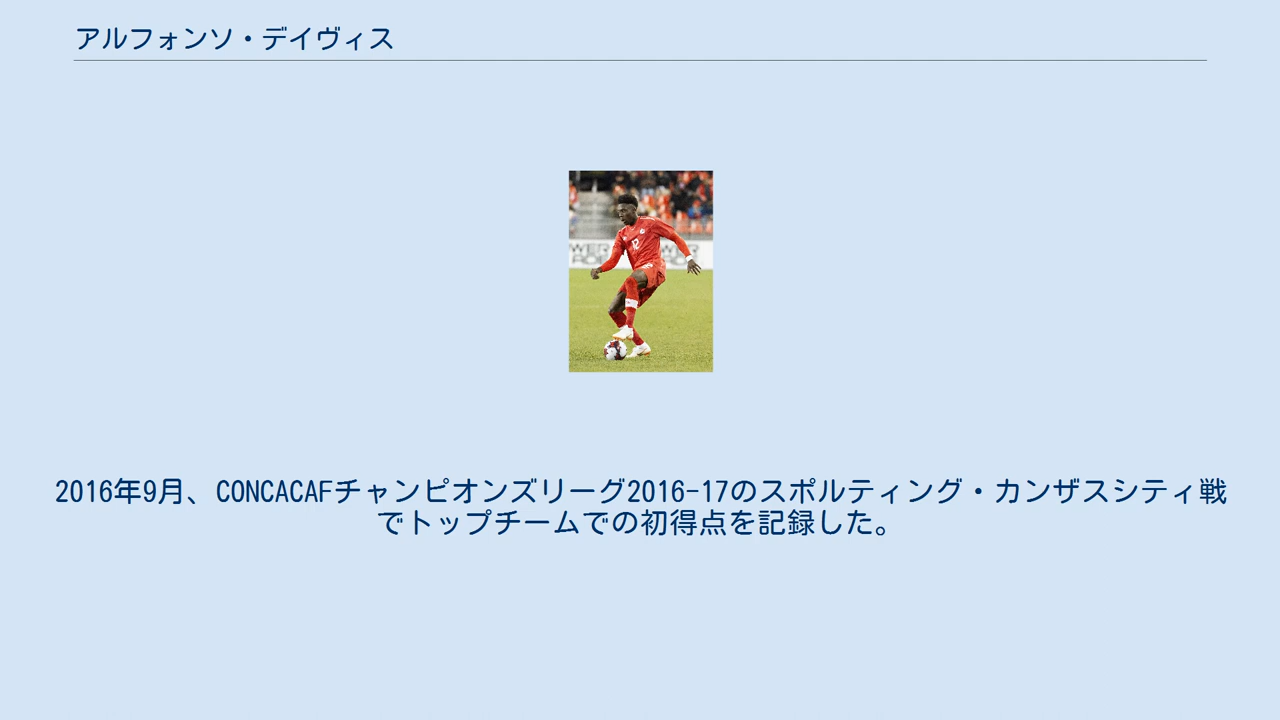 アルフォンソ・デイヴィス
12
2016年9月、CONCACAFチャンピオンズリーグ2016-17のスポルティング・カンザスシティ戦
でトップチームでの初得点を記録した。